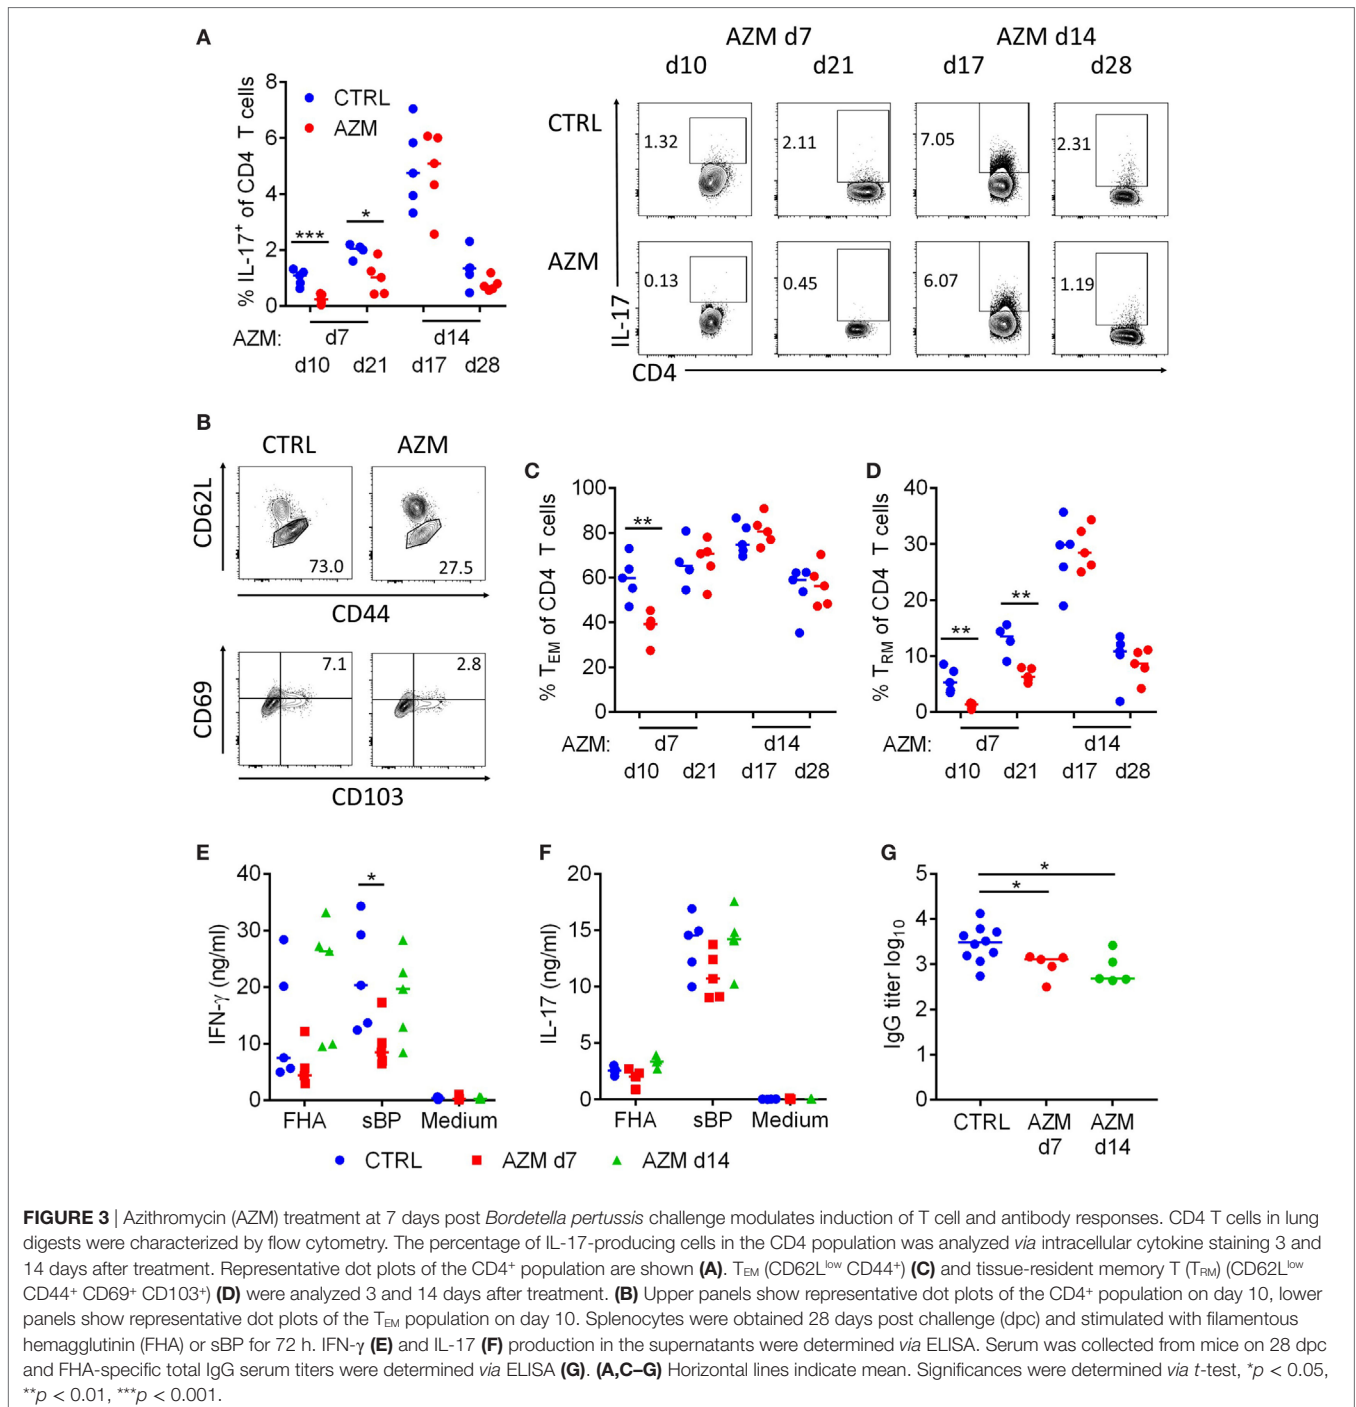 A
AZM d7
AZM d14
d10
d21
d17
d28
% IL-17+ of CD4 T cells
8
6
4
2
0
CTRL
AZM
***
*
AZM:
d7
d14
d10
d21
d17
d28
CTRL
1.32
2.11
7.05
2.31
AZM
0.13
0.45
6.07
1.19
IL-17
CD4
B
CTRL
AZM
CD62L
73.0
27.5
CD44
CD69
7.1
2.8
CD103
C
% TEM of CD4 T cells
100
80
60
40
20
0
**
AZM:
d7
d14
d10
d21
d17
d28
D
% TRM of CD4 T cells
40
30
20
10
0
**
**
AZM:
d7
d14
d10
d21
d17
d28
E
IFN-γ (ng/ml)
40
30
20
10
0
*
FHA
sBP
Medium
F
IL-17 (ng/ml)
20
15
10
5
0
FHA
sBP
Medium
CTRL
AZM d7
AZM d14
G
IgG titer log10
5
4
3
2
1
0
*
*
CTRL
AZM
d7
AZM
d14
FIGURE 3 | Azithromycin (AZM) treatment at 7 days post Bordetella pertussis challenge modulates induction of T cell and antibody responses. CD4 T cells in lung
digests were characterized by flow cytometry. The percentage of IL-17-producing cells in the CD4 population was analyzed via intracellular cytokine staining 3 and
14 days after treatment. Representative dot plots of the CD4+ population are shown (A). TEM (CD62Llow CD44+) (C) and tissue-resident memory T (TRM) (CD62Llow
CD44+ CD69+ CD103+) (D) were analyzed 3 and 14 days after treatment. (B) Upper panels show representative dot plots of the CD4+ population on day 10, lower
panels show representative dot plots of the TEM population on day 10. Splenocytes were obtained 28 days post challenge (dpc) and stimulated with filamentous
hemagglutinin (FHA) or sBP for 72 h. IFN-γ (E) and IL-17 (F) production in the supernatants were determined via ELISA. Serum was collected from mice on 28 dpc
and FHA-specific total IgG serum titers were determined via ELISA (G). (A,C–G) Horizontal lines indicate mean. Significances were determined via t-test, *p < 0.05,
**p < 0.01, ***p < 0.001.